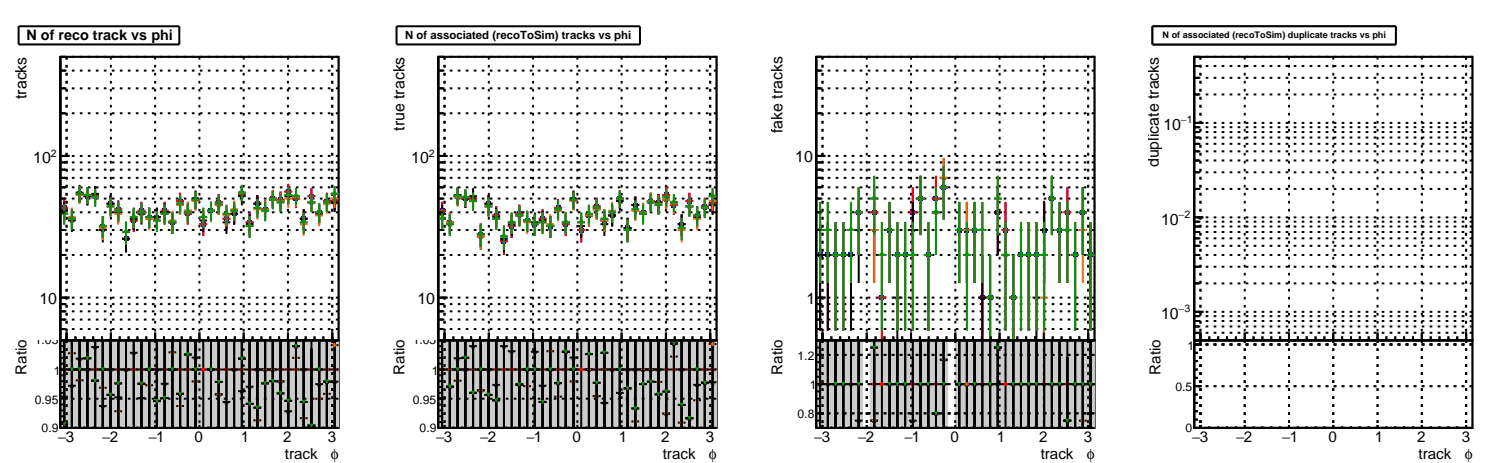 N of reco track vs phi
tracks
10²
10
Ratio
1.05
1
0.95
0.9
−3 −2 −1 0 1 2 3
track ϕ
N of associated (recoToSim) tracks vs phi
true tracks
10²
10
Ratio
1.05
1
0.95
0.9
−3 −2 −1 0 1 2 3
track ϕ
fake tracks
10
1
Ratio
1.2
1
0.8
−3 −2 −1 0 1 2 3
track ϕ
N of associated (recoToSim) duplicate tracks vs phi
duplicate tracks
10⁻¹
10⁻²
10⁻³
Ratio
1
0.5
0
−3 −2 −1 0 1 2 3
track ϕ